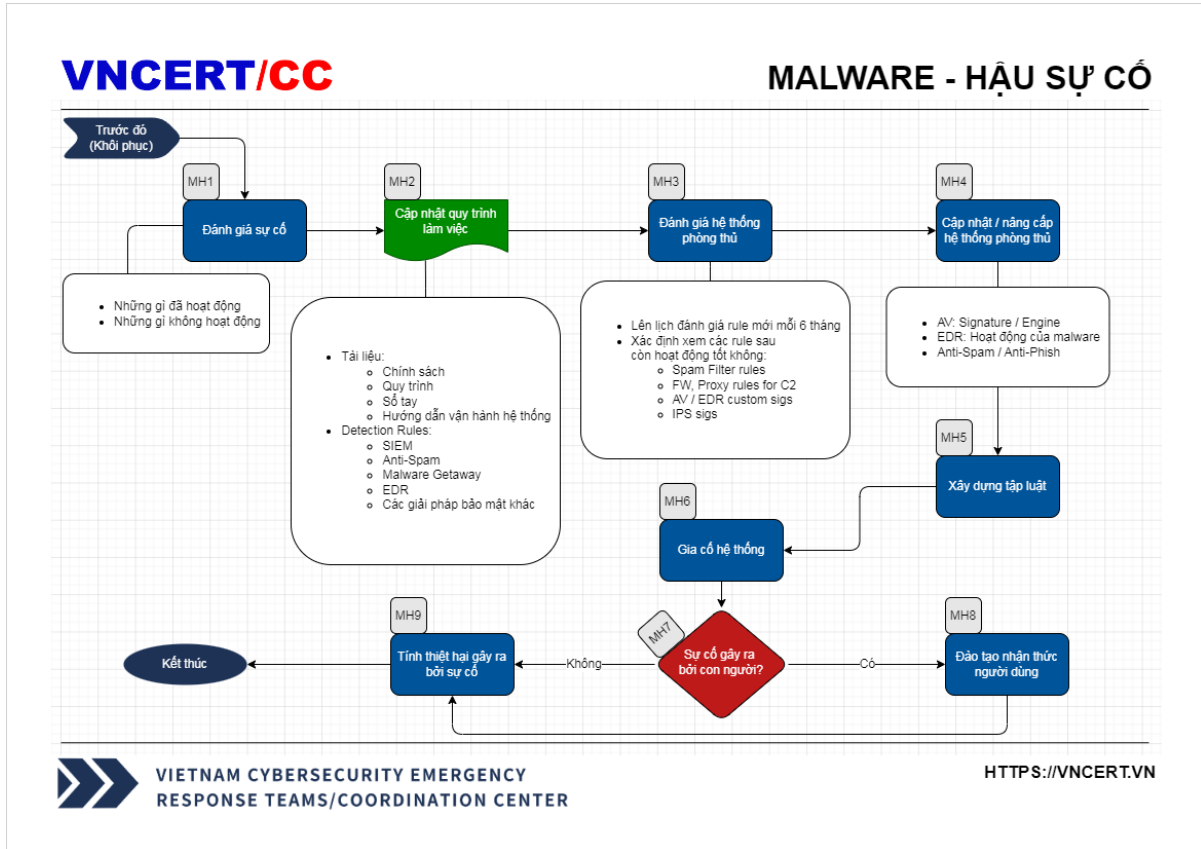 VNCERT/CC
MALWARE - HẬU SỰ CỐ
Trước đó
(Khôi phục)
MH1
Đánh giá sự cố
Những gì đã hoạt động
Những gì không hoạt động
MH2
Cập nhật quy trình
làm việc
Tài liệu:
Chính sách
Quy trình
Sổ tay
Hướng dẫn vận hành hệ thống
Detection Rules:
SIEM
Anti-Spam
Malware Getaway
EDR
Các giải pháp bảo mật khác
MH3
Đánh giá hệ thống
phòng thủ
Lên lịch đánh giá rule mới mỗi 6 tháng
Xác định xem các rule sau
còn hoạt động tốt không:
Spam Filter rules
FW, Proxy rules for C2
AV / EDR custom sigs
IPS sigs
MH4
Cập nhật / nâng cấp
hệ thống phòng thủ
AV: Signature / Engine
EDR: Hoạt động của malware
Anti-Spam / Anti-Phish
MH5
Xây dựng tập luật
MH6
Gia cố hệ thống
MH7
Sự cố gây ra
bởi con người?
Có
MH8
Đào tạo nhận thức
người dùng
Không
MH9
Tính thiệt hại gây ra
bởi sự cố
Kết thúc
VIETNAM CYBERSECURITY EMERGENCY
RESPONSE TEAMS/COORDINATION CENTER
HTTPS://VNCERT.VN